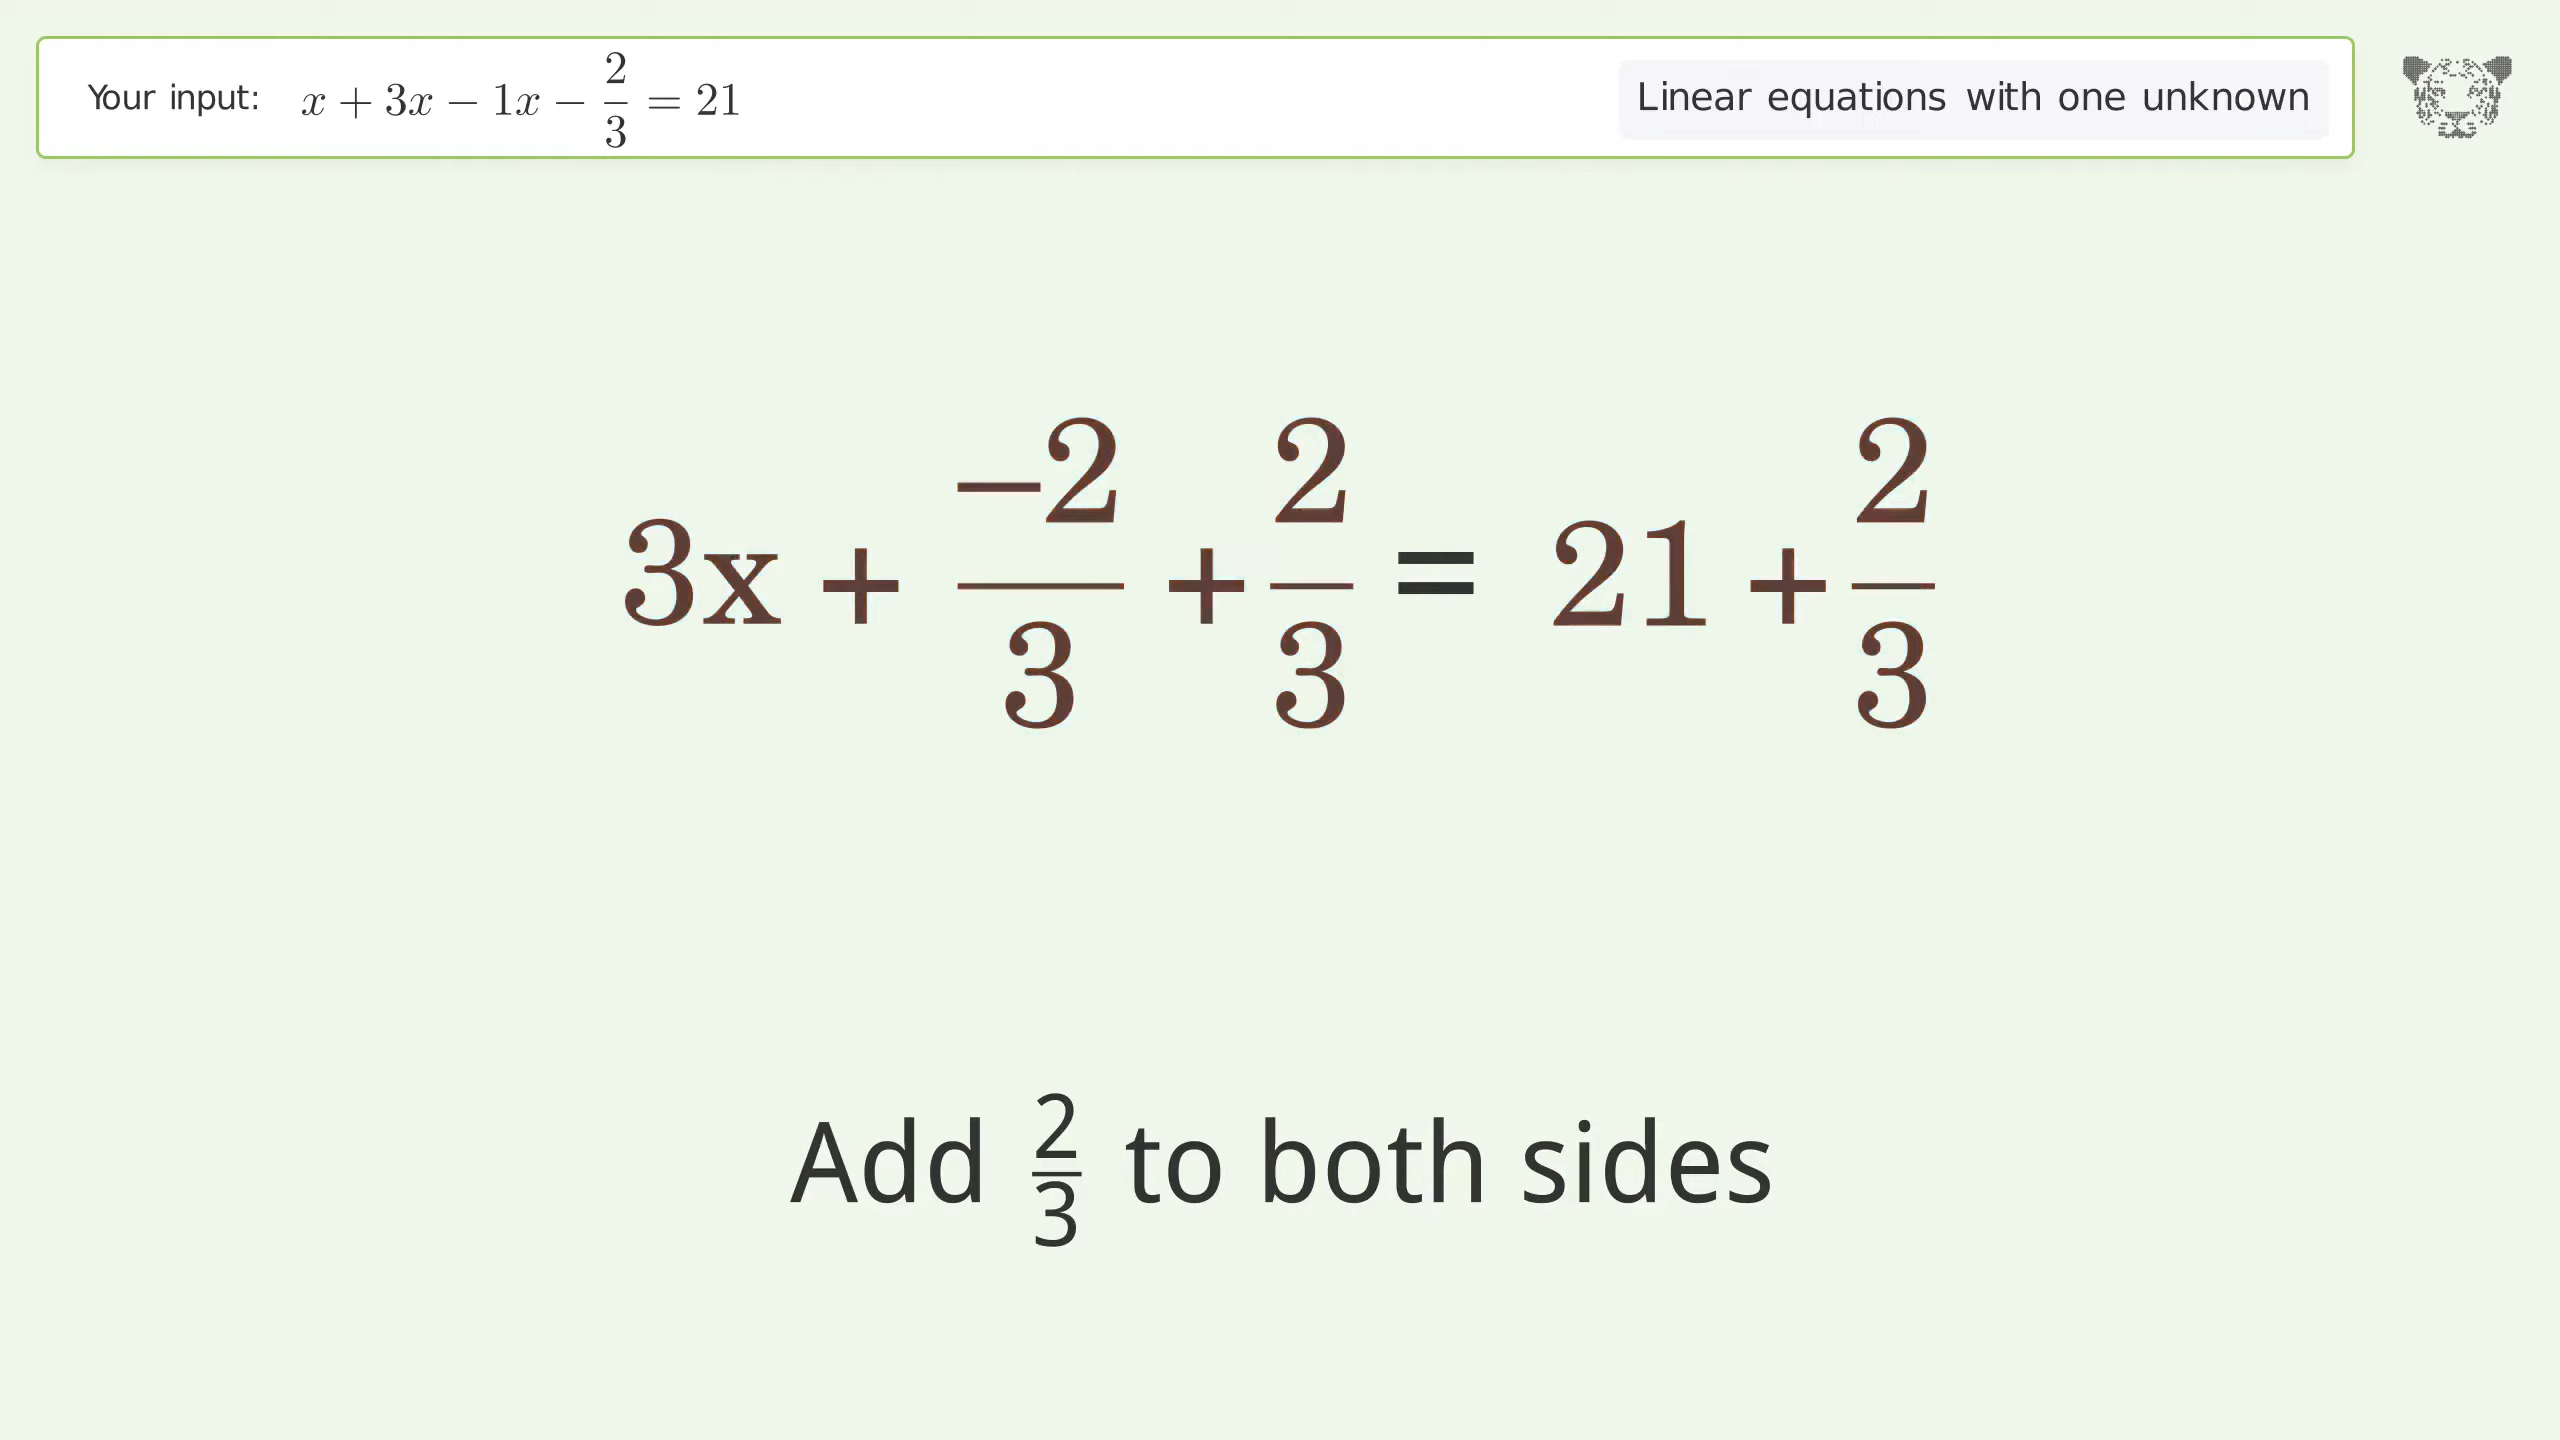 Your input: x + 3x − 1x − 2/3 = 21 Linear equations with one unknown
3x + −2/3 + 2/3 = 21 + 2/3
Add 2/3 to both sides